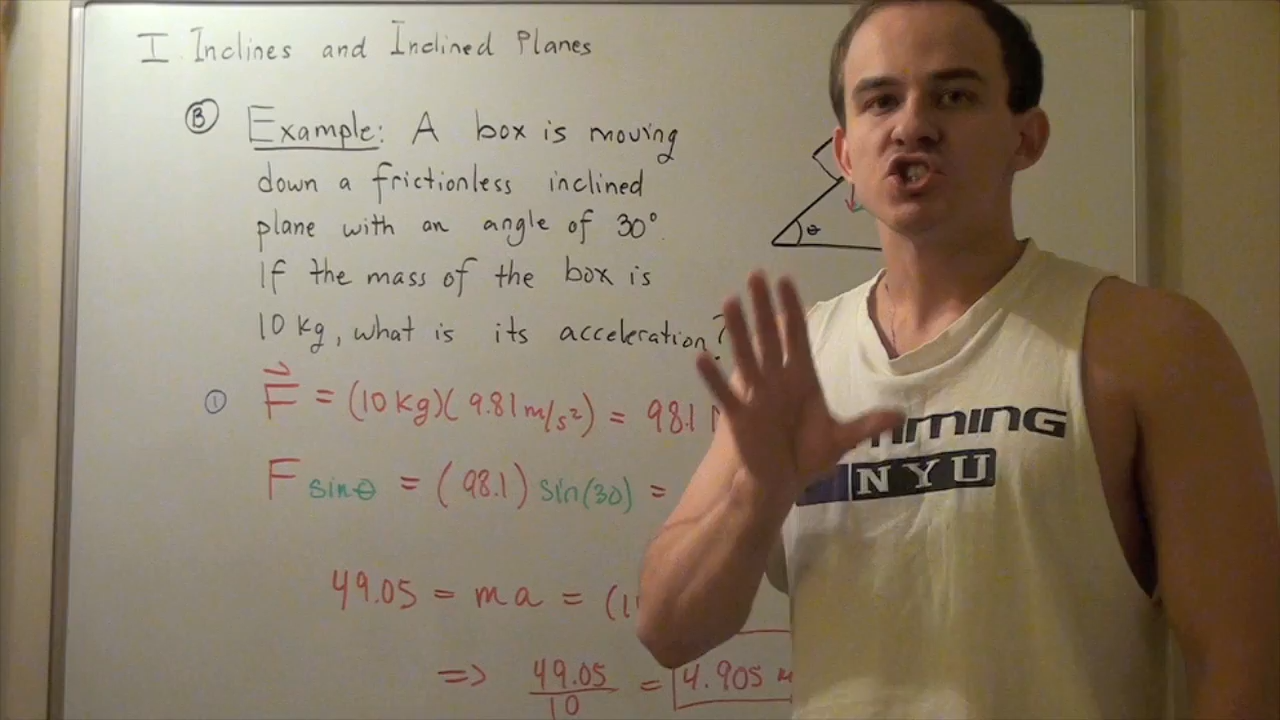 I. Inclines and Inclined Planes
B Example: A box is moving
down a frictionless inclined
plane with an angle of 30°.
If the mass of the box is
10 kg, what is its acceleration?
θ
① F = (10 kg)(9.81 m/s²) = 98.1
F sinθ = (98.1) sin(30) =
49.05 = ma =
=> 49.05/10 = 4.905
NYU